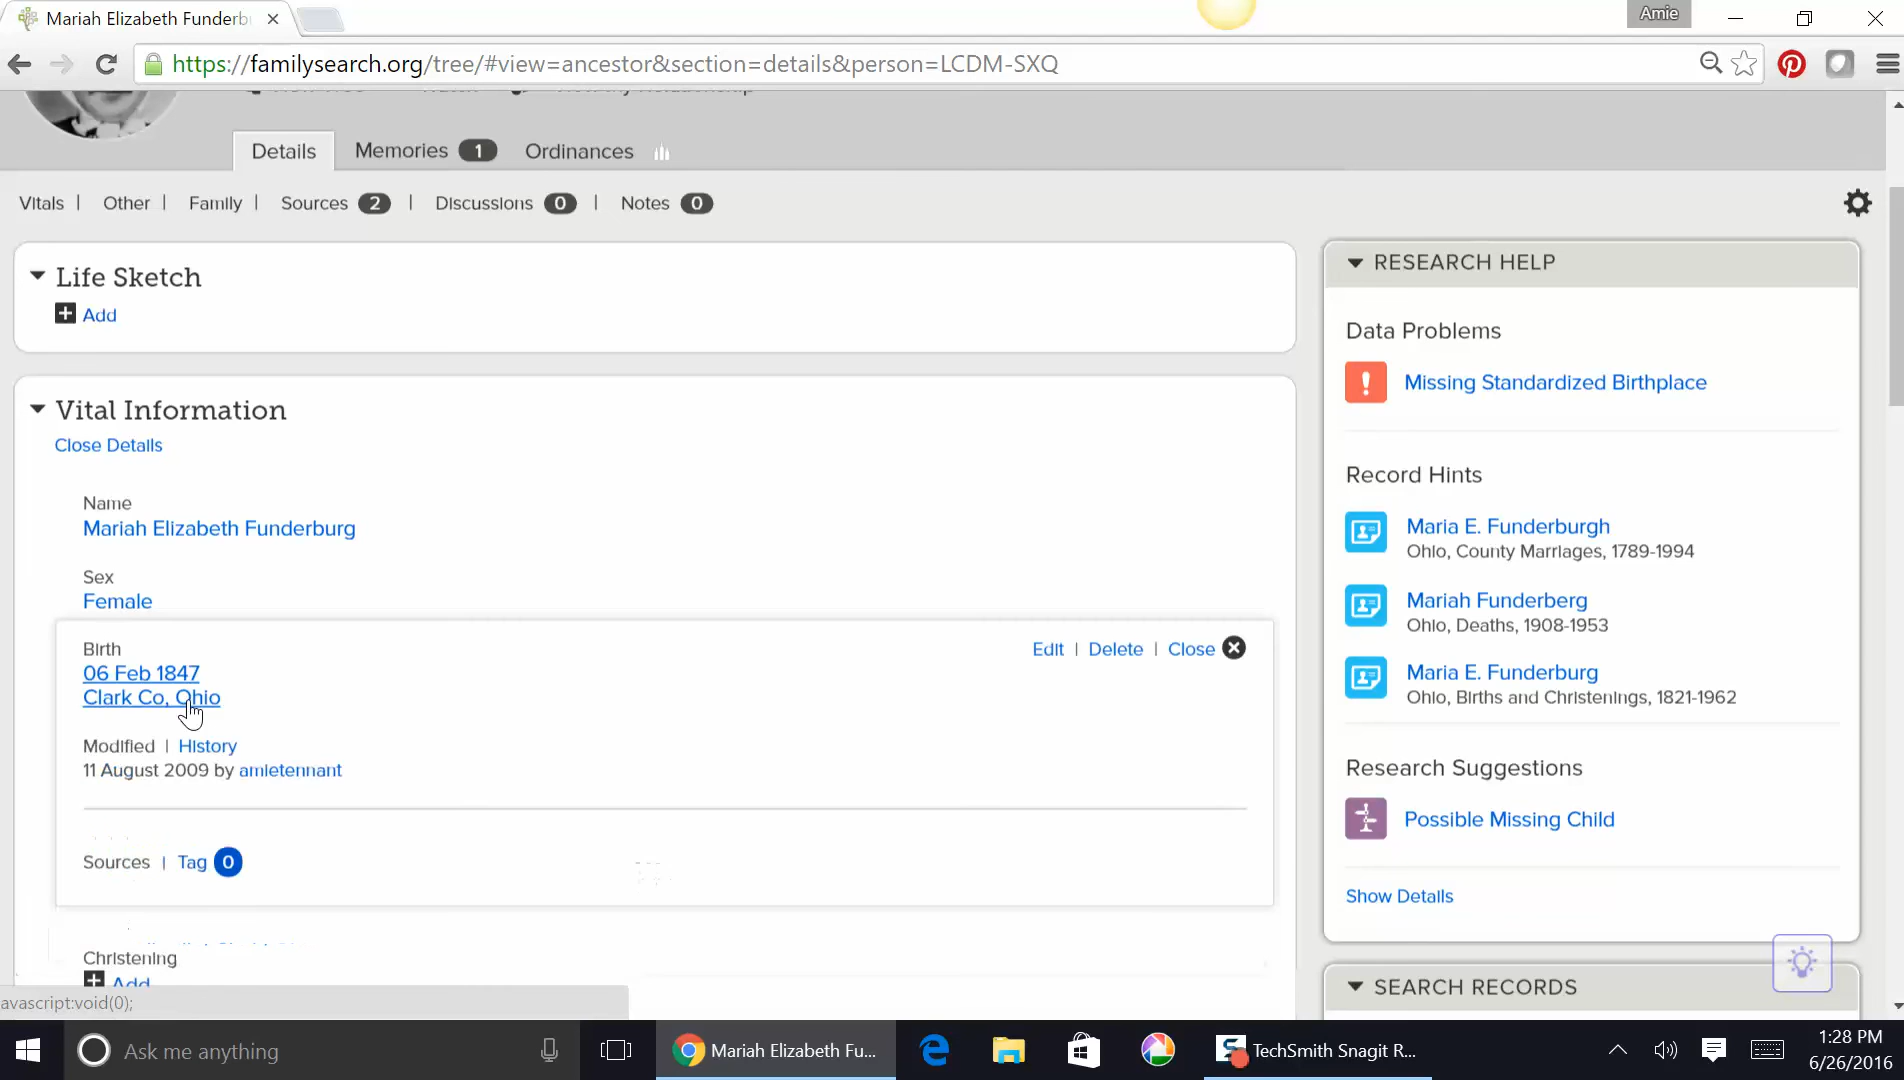 Mariah Elizabeth Funderb
Amie
https://familysearch.org/tree/#view=ancestor&section=details&person=LCDM-SXQ
Details
Memories 1
Ordinances
Vitals | Other | Family | Sources 2 | Discussions 0 | Notes 0
Life Sketch
Add
Vital Information
Close Details
Name
Mariah Elizabeth Funderburg
Sex
Female
Birth
Edit | Delete | Close
06 Feb 1847
Clark Co, Ohio
Modified | History
11 August 2009 by amietennant
Sources | Tag 0
Christening
Add
avascript:void(0);
RESEARCH HELP
Data Problems
Missing Standardized Birthplace
Record Hints
Maria E. Funderburgh
Ohio, County Marriages, 1789-1994
Mariah Funderberg
Ohio, Deaths, 1908-1953
Maria E. Funderburg
Ohio, Births and Christenings, 1821-1962
Research Suggestions
Possible Missing Child
Show Details
SEARCH RECORDS
Ask me anything
Mariah Elizabeth Fu...
TechSmith Snagit R...
1:28 PM
6/26/2016